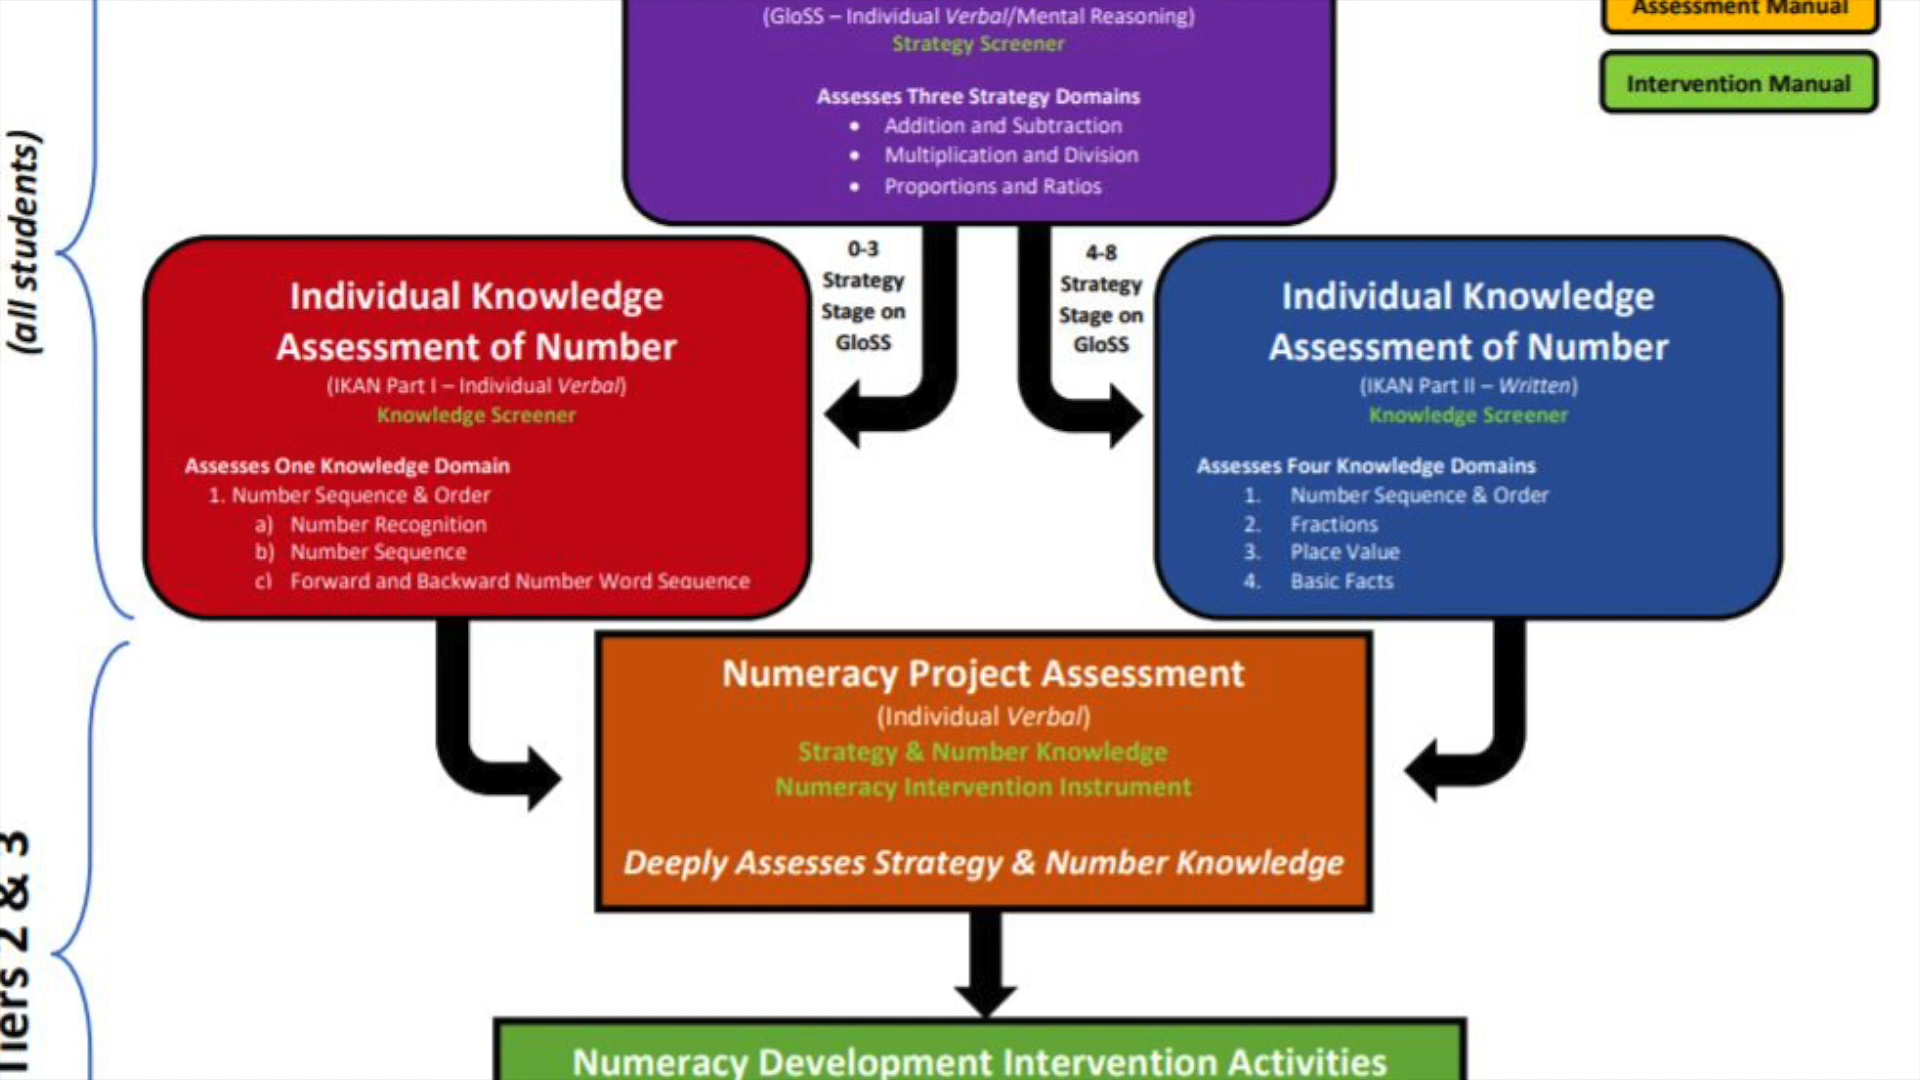 (GloSS – Individual Verbal/Mental Reasoning)
Strategy Screener
Assesses Three Strategy Domains
• Addition and Subtraction
• Multiplication and Division
• Proportions and Ratios
Assessment Manual
Intervention Manual
(all students)
0-3
Strategy
Stage on
GloSS
4-8
Strategy
Stage on
GloSS
Individual Knowledge
Assessment of Number
(IKAN Part I – Individual Verbal)
Knowledge Screener
Assesses One Knowledge Domain
1. Number Sequence & Order
a) Number Recognition
b) Number Sequence
c) Forward and Backward Number Word Sequence
Individual Knowledge
Assessment of Number
(IKAN Part II – Written)
Knowledge Screener
Assesses Four Knowledge Domains
1. Number Sequence & Order
2. Fractions
3. Place Value
4. Basic Facts
Numeracy Project Assessment
(Individual Verbal)
Strategy & Number Knowledge
Numeracy Intervention Instrument
Deeply Assesses Strategy & Number Knowledge
Tiers 2 & 3
Numeracy Development Intervention Activities